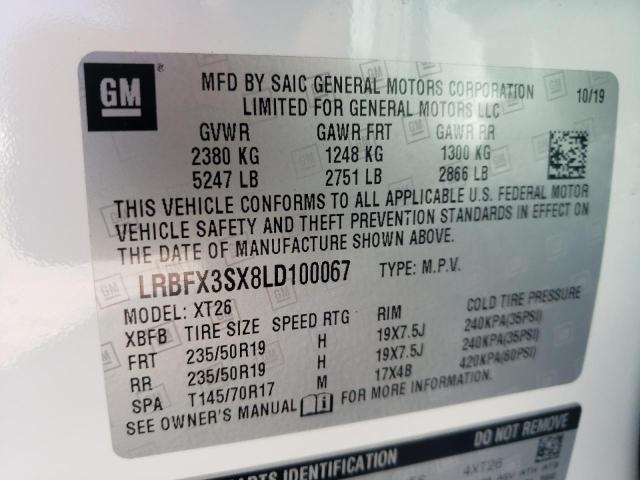 GM
MFD BY SAIC GENERAL MOTORS CORPORATION
LIMITED FOR GENERAL MOTORS LLC
10/19
GVWR GAWR FRT GAWR RR
2380 KG 1248 KG 1300 KG
5247 LB 2751 LB 2866 LB
THIS VEHICLE CONFORMS TO ALL APPLICABLE U.S. FEDERAL MOTOR
VEHICLE SAFETY AND THEFT PREVENTION STANDARDS IN EFFECT ON
THE DATE OF MANUFACTURE SHOWN ABOVE.
LRBFX3SX8LD100067 TYPE: M.P.V.
MODEL: XT26
XBFB TIRE SIZE SPEED RTG RIM COLD TIRE PRESSURE
FRT 235/50R19 H 19X7.5J 240KPA(35PSI)
RR 235/50R19 H 19X7.5J 240KPA(35PSI)
SPA T145/70R17 M 17X4B 420KPA(60PSI)
SEE OWNER'S MANUAL FOR MORE INFORMATION.
DO NOT REMOVE
PARTS IDENTIFICATION
4XT26